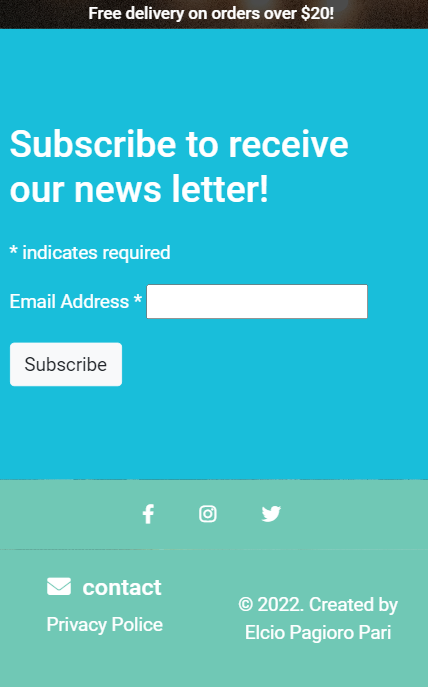 Free delivery on orders over $20!
Subscribe to receive
our news letter!
* indicates required
Email Address *
Subscribe
contact
Privacy Police
© 2022. Created by
Elcio Pagioro Pari